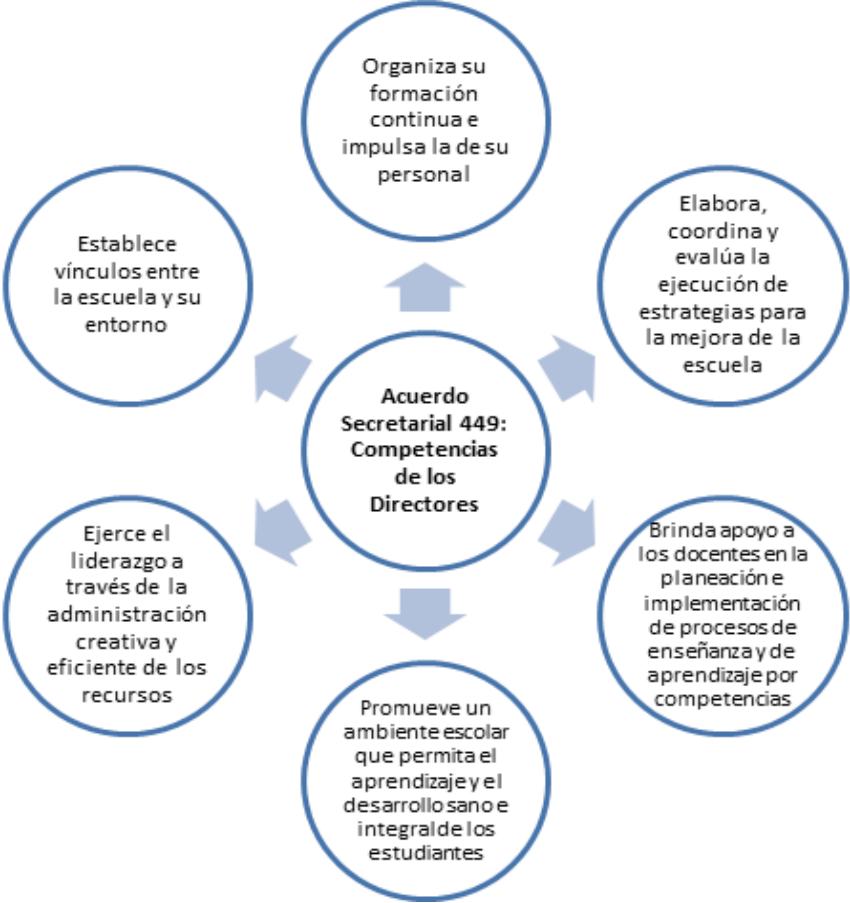 Organiza su
formación
continua e
impulsa la de su
personal
Elabora,
coordina y
evalúa la
ejecución de
estrategias para
la mejora de la
escuela
Brinda apoyo a
los docentes en la
planeación e
implementación
de procesos de
enseñanza y de
aprendizaje por
competencias
Promueve un
ambiente escolar
que permita el
aprendizaje y el
desarrollo sano e
integral de los
estudiantes
Ejerce el
liderazgo a
través de la
administración
creativa y
eficiente de los
recursos
Establece
vínculos entre
la escuela y su
entorno
Acuerdo
Secretarial 449:
Competencias
de los
Directores